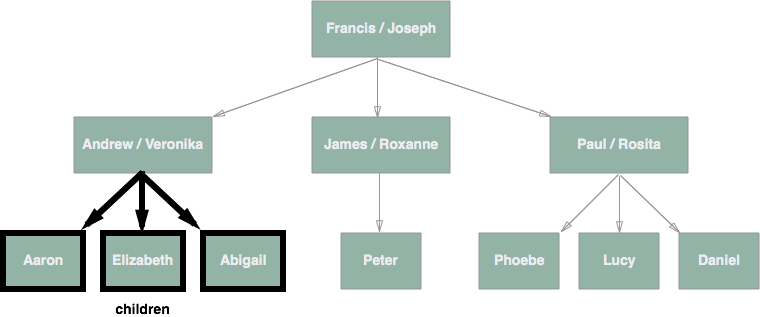 Francis / Joseph
Andrew / Veronika
James / Roxanne
Paul / Rosita
Aaron
Elizabeth
Abigail
Peter
Phoebe
Lucy
Daniel
children